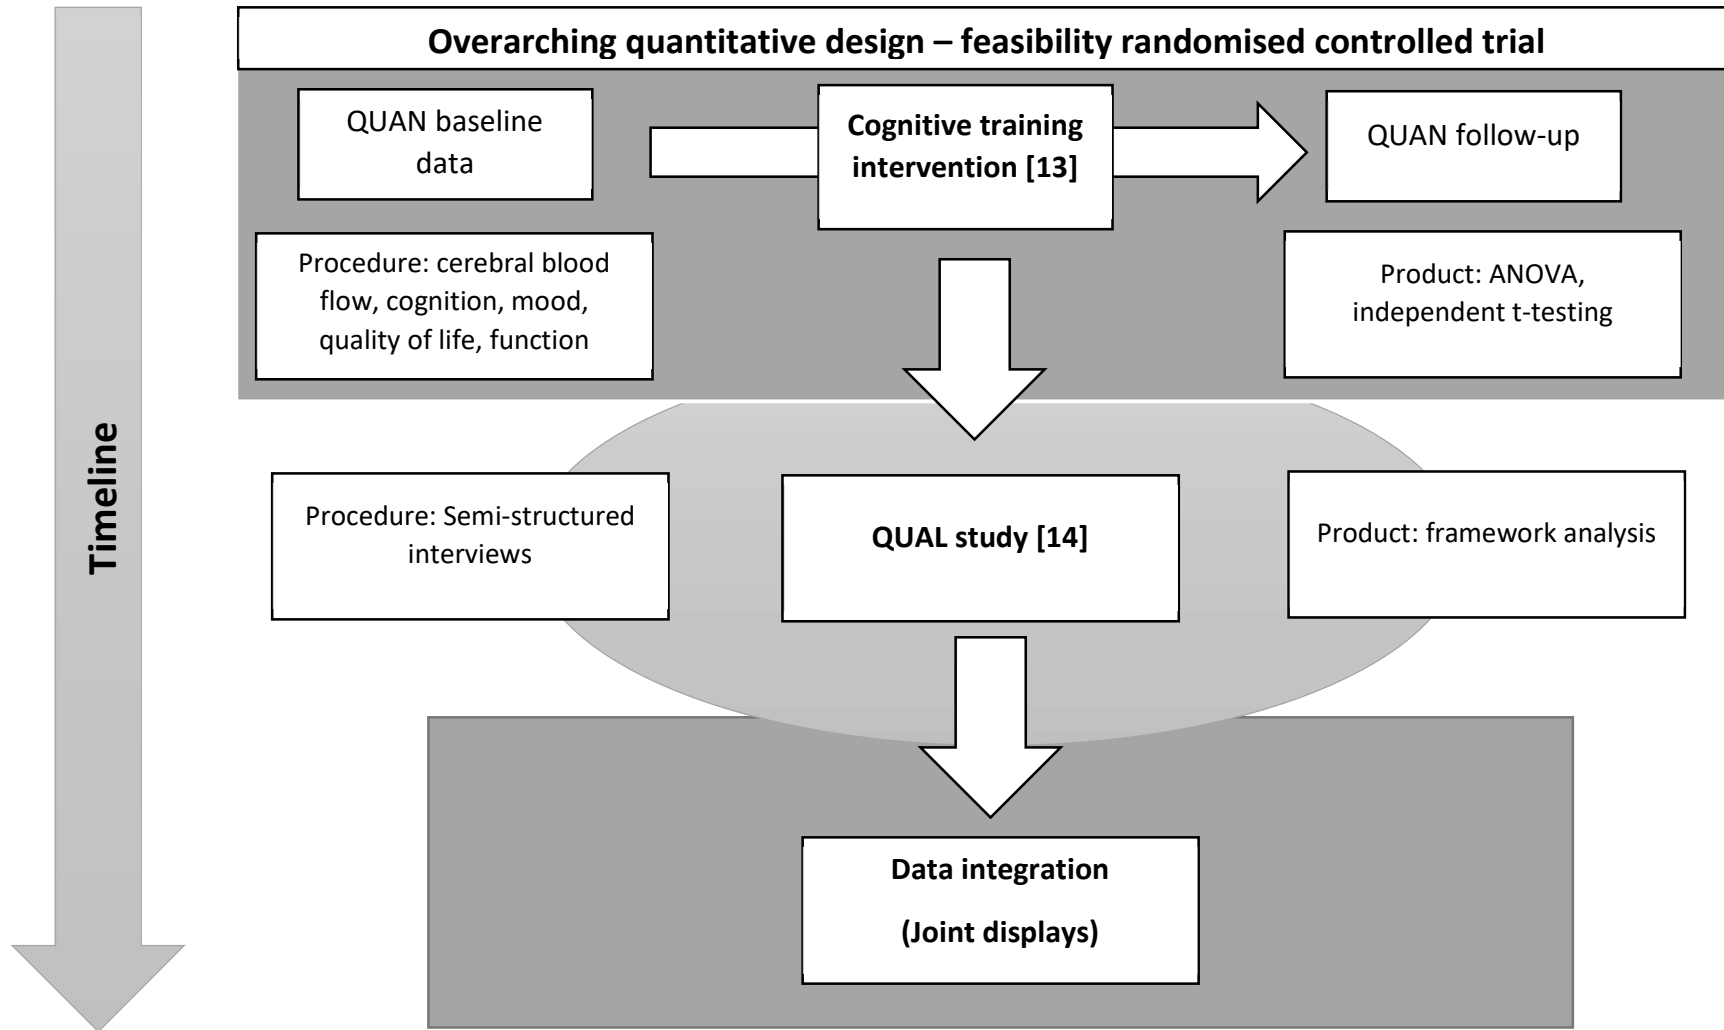 Overarching quantitative design – feasibility randomised controlled trial
QUAN baseline
data
Cognitive training
intervention [13]
QUAN follow-up
Procedure: cerebral blood
flow, cognition, mood,
quality of life, function
Product: ANOVA,
independent t-testing
Timeline
Procedure: Semi-structured
interviews
QUAL study [14]
Product: framework analysis
Data integration
(Joint displays)